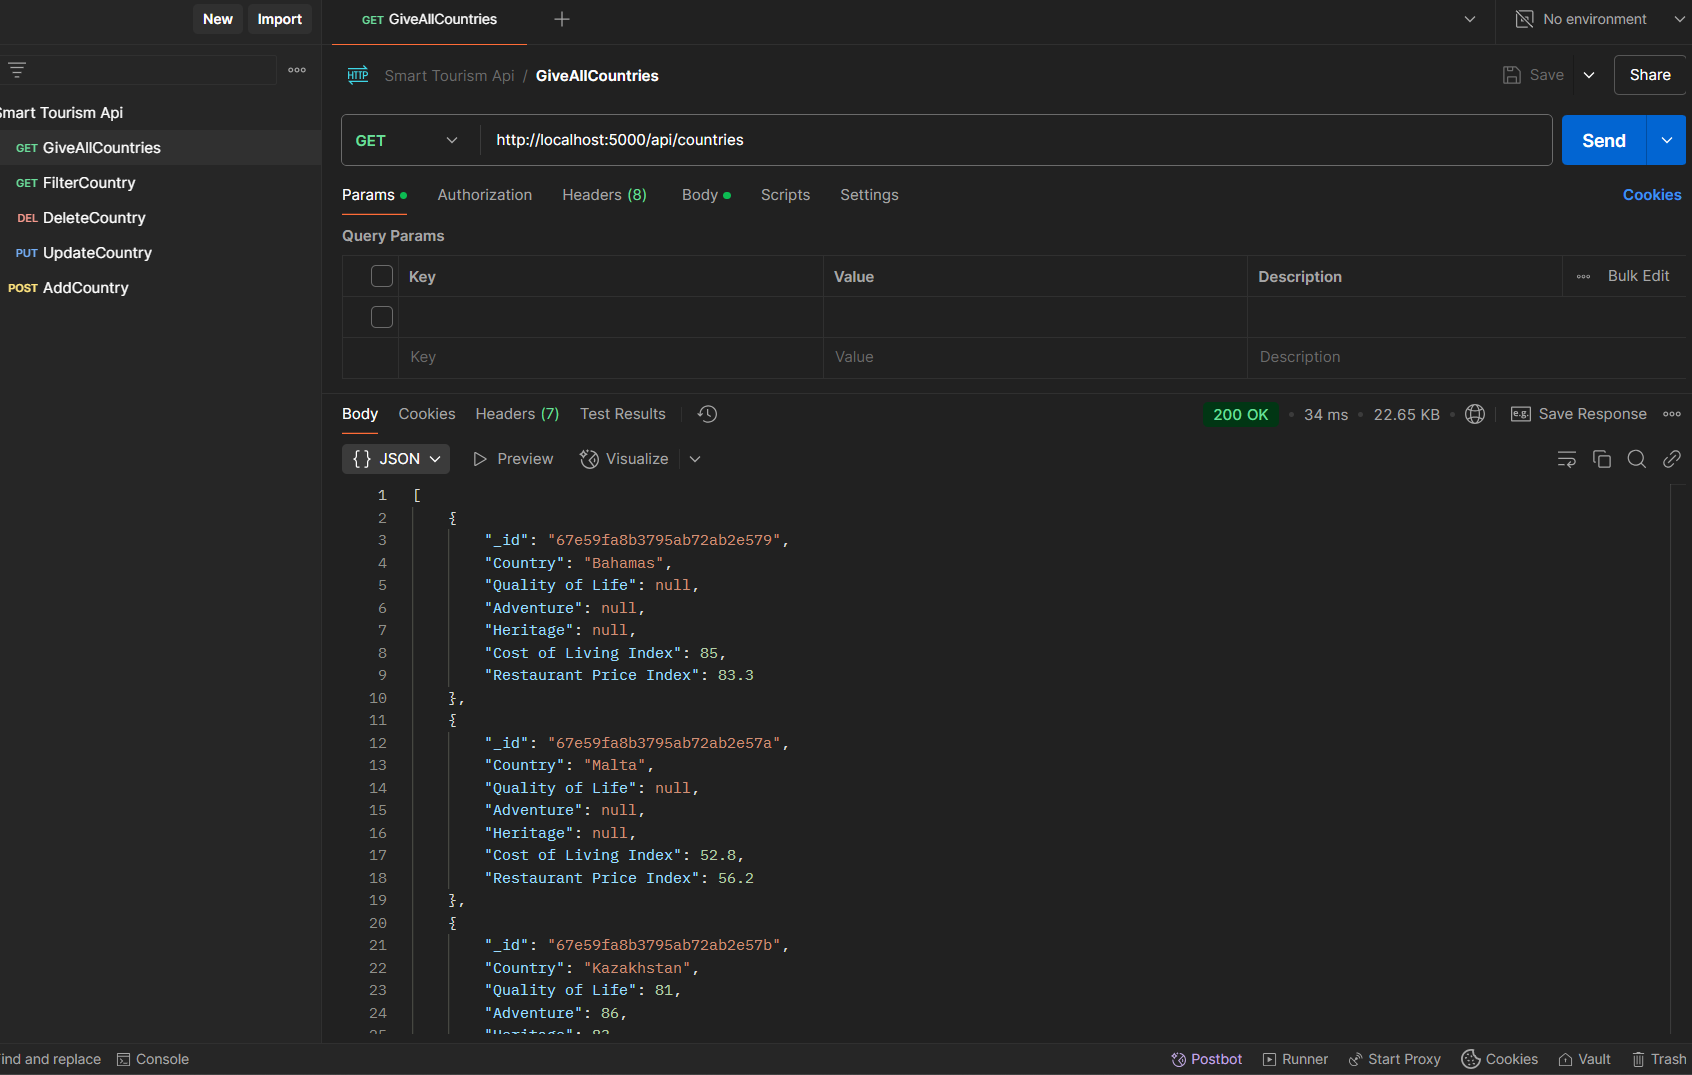 New Import
GET GiveAllCountries
No environment
HTTP Smart Tourism Api / GiveAllCountries
Save Share
Smart Tourism Api
GET GiveAllCountries
GET FilterCountry
DEL DeleteCountry
PUT UpdateCountry
POST AddCountry
GET http://localhost:5000/api/countries Send
Params Authorization Headers (8) Body Scripts Settings Cookies
Query Params
Key Value Description Bulk Edit
Key Value Description
Body Cookies Headers (7) Test Results 200 OK 34 ms 22.65 KB e.g. Save Response
{} JSON Preview Visualize
1 [
2 {
3 "_id": "67e59fa8b3795ab72ab2e579",
4 "Country": "Bahamas",
5 "Quality of Life": null,
6 "Adventure": null,
7 "Heritage": null,
8 "Cost of Living Index": 85,
9 "Restaurant Price Index": 83.3
10 },
11 {
12 "_id": "67e59fa8b3795ab72ab2e57a",
13 "Country": "Malta",
14 "Quality of Life": null,
15 "Adventure": null,
16 "Heritage": null,
17 "Cost of Living Index": 52.8,
18 "Restaurant Price Index": 56.2
19 },
20 {
21 "_id": "67e59fa8b3795ab72ab2e57b",
22 "Country": "Kazakhstan",
23 "Quality of Life": 81,
24 "Adventure": 86,
25 "Heritage": 83
ind and replace Console Postbot Runner Start Proxy Cookies Vault Trash